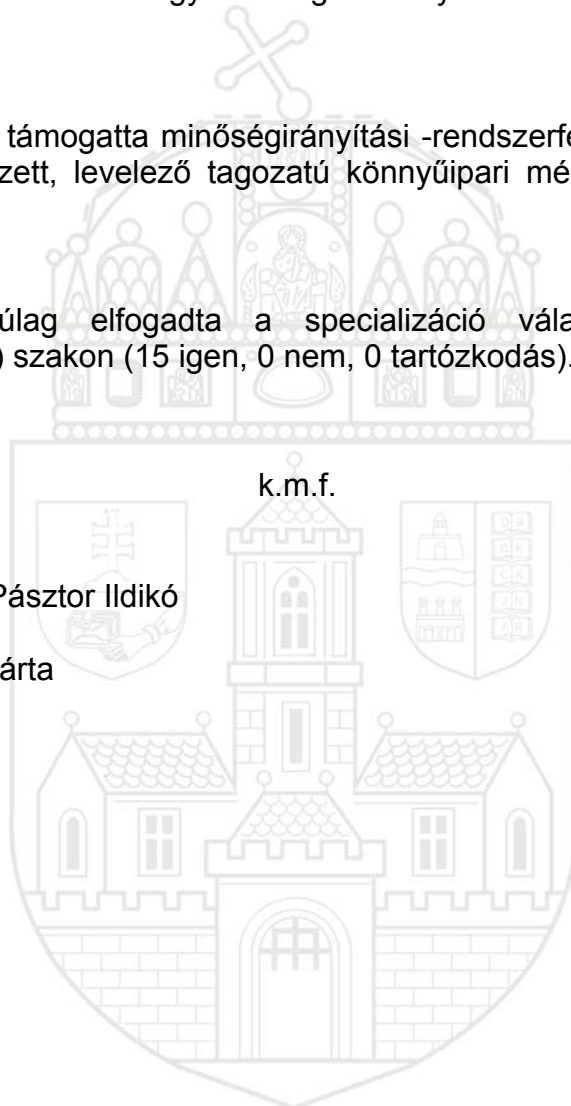 támogatta minőségirányítási -rendszerfe
zett, levelező tagozatú könnyűipari mé
úlag elfogadta a specializáció vála
) szakon (15 igen, 0 nem, 0 tartózkodás).
k.m.f.
Pásztor Ildikó
árta